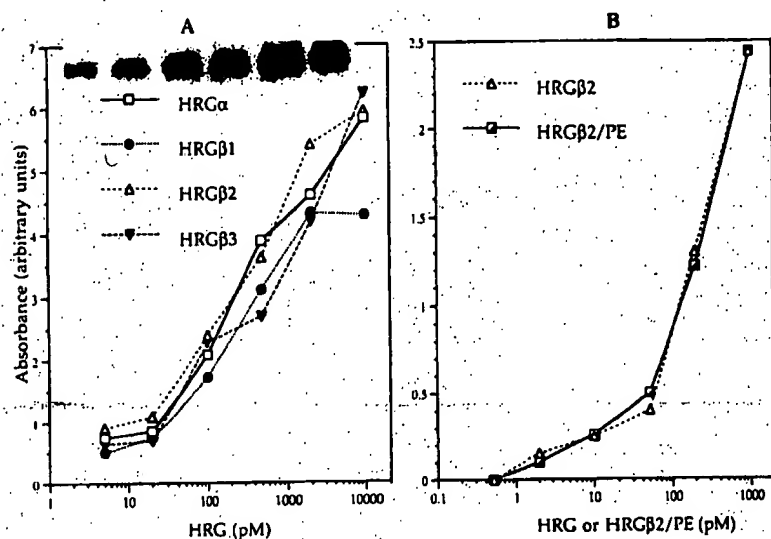 A
B
7
6
5
4
3
2
1
0
1
10
100
1000
10000
Absorbance (arbitrary units)
HRG (pM)
HRGα
HRGβ1
HRGβ2
HRGβ3
2.5
2
1.5
1
0.5
0
0.1
1
10
100
1000
HRG or HRGβ2/PE (pM)
HRGβ2
HRGβ2/PE